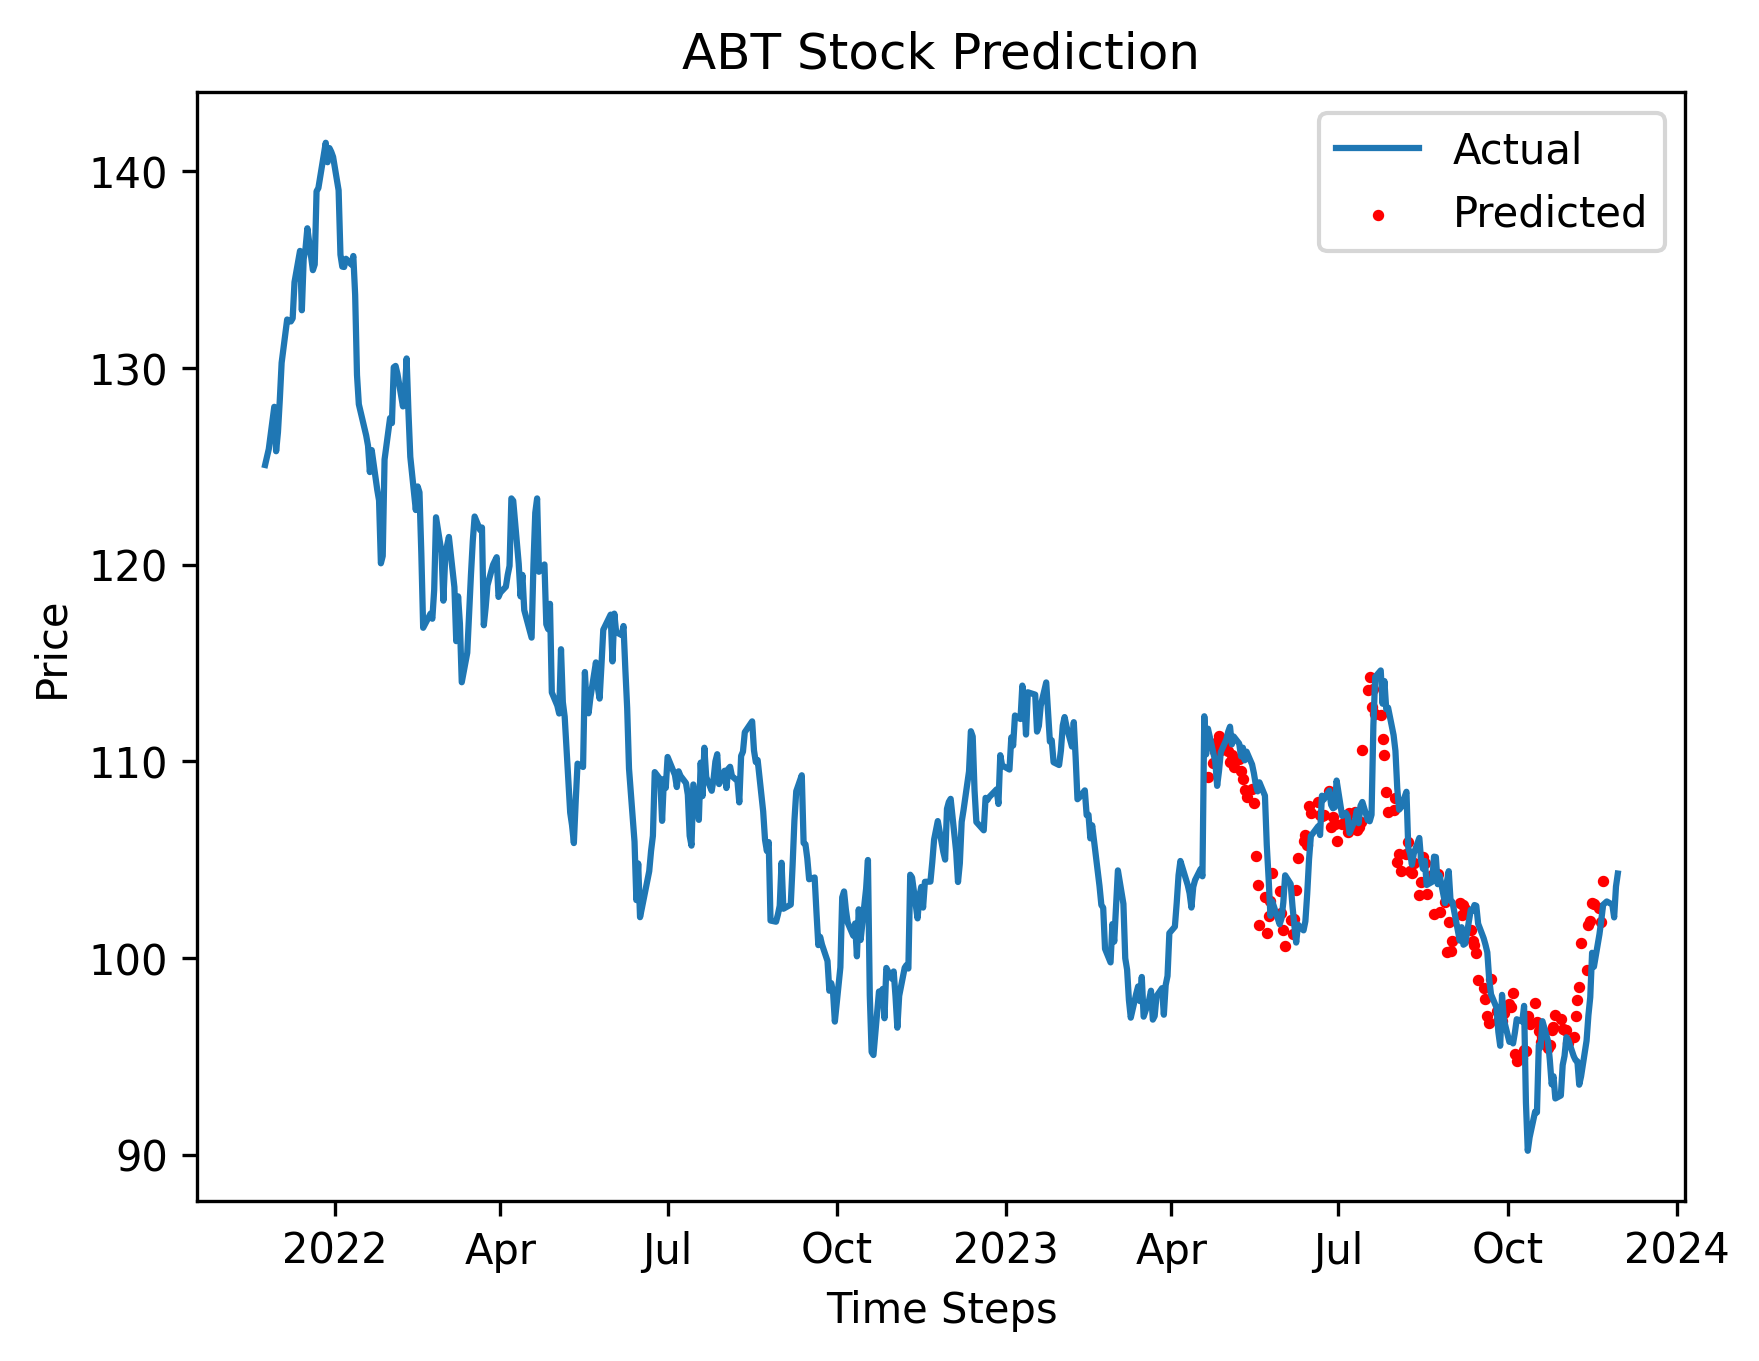 ABT Stock Prediction
Actual
Predicted
140
130
120
110
100
90
Price
2022 Apr Jul Oct 2023 Apr Jul Oct 2024
Time Steps